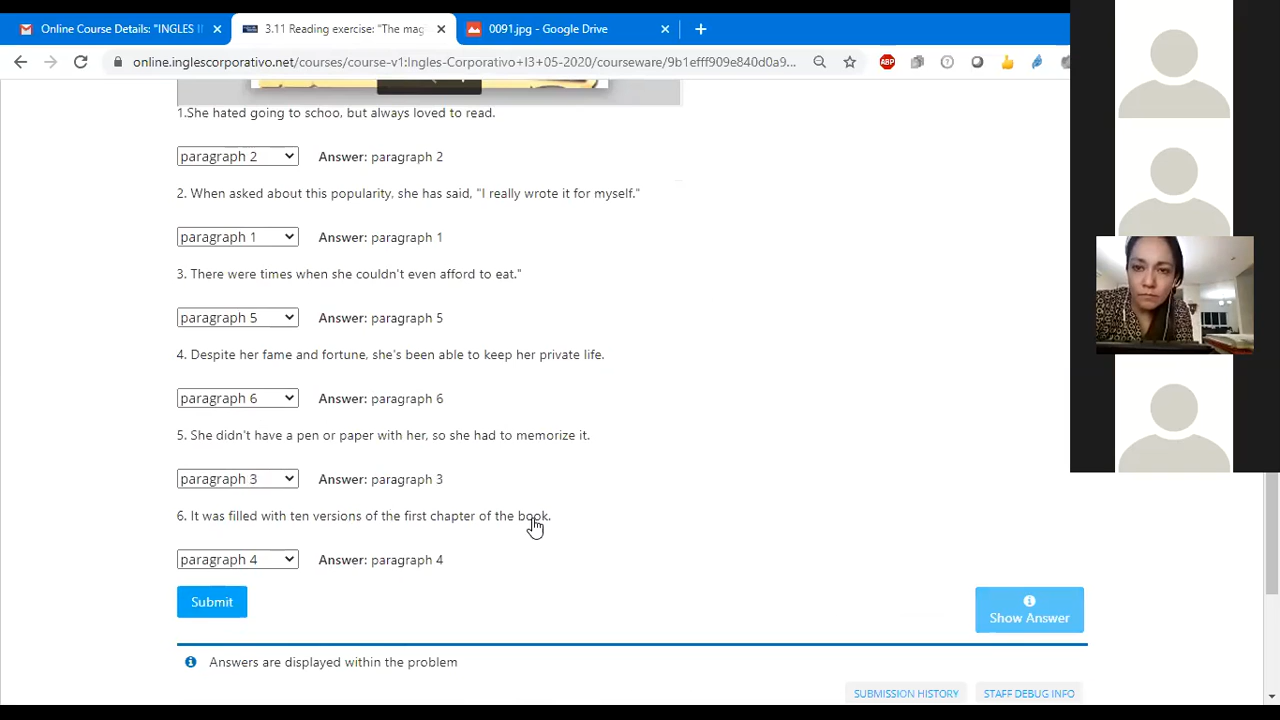 Online Course Details: "INGLES I
3.11 Reading exercise: "The mag
0091.jpg - Google Drive
online.inglescorporativo.net/courses/course-v1:Ingles-Corporativo+I3+05-2020/courseware/9b1efff909e840d0a9...
ABP
1.She hated going to schoo, but always loved to read.
paragraph 2 Answer: paragraph 2
2. When asked about this popularity, she has said, "I really wrote it for myself."
paragraph 1 Answer: paragraph 1
3. There were times when she couldn't even afford to eat."
paragraph 5 Answer: paragraph 5
4. Despite her fame and fortune, she's been able to keep her private life.
paragraph 6 Answer: paragraph 6
5. She didn't have a pen or paper with her, so she had to memorize it.
paragraph 3 Answer: paragraph 3
6. It was filled with ten versions of the first chapter of the book.
paragraph 4 Answer: paragraph 4
Submit
Show Answer
Answers are displayed within the problem
SUBMISSION HISTORY STAFF DEBUG INFO